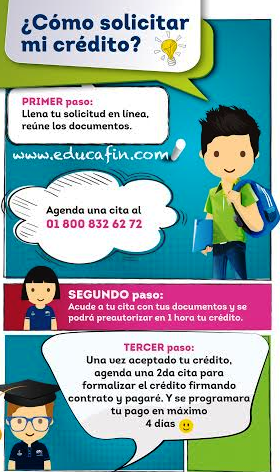 ¿Cómo solicitar
mi crédito?
PRIMER paso:
Llena tu solicitud en línea,
reúne los documentos.
www.educafin.com
Agenda una cita al
01 800 832 62 72
SEGUNDO paso:
Acude a tu cita con tus documentos y se
podrá preautorizar en 1 hora tu crédito.
TERCER paso:
Una vez aceptado tu crédito,
agenda una 2da cita para
formalizar el crédito firmando
contrato y pagaré. Y se programara
tu pago en máximo
4 días